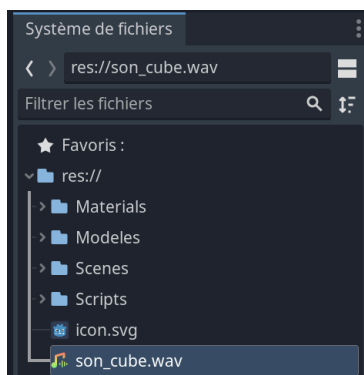 Système de fichiers
res://son_cube.wav
Filtrer les fichiers
Favoris :
res://
Materials
Modeles
Scenes
Scripts
icon.svg
son_cube.wav